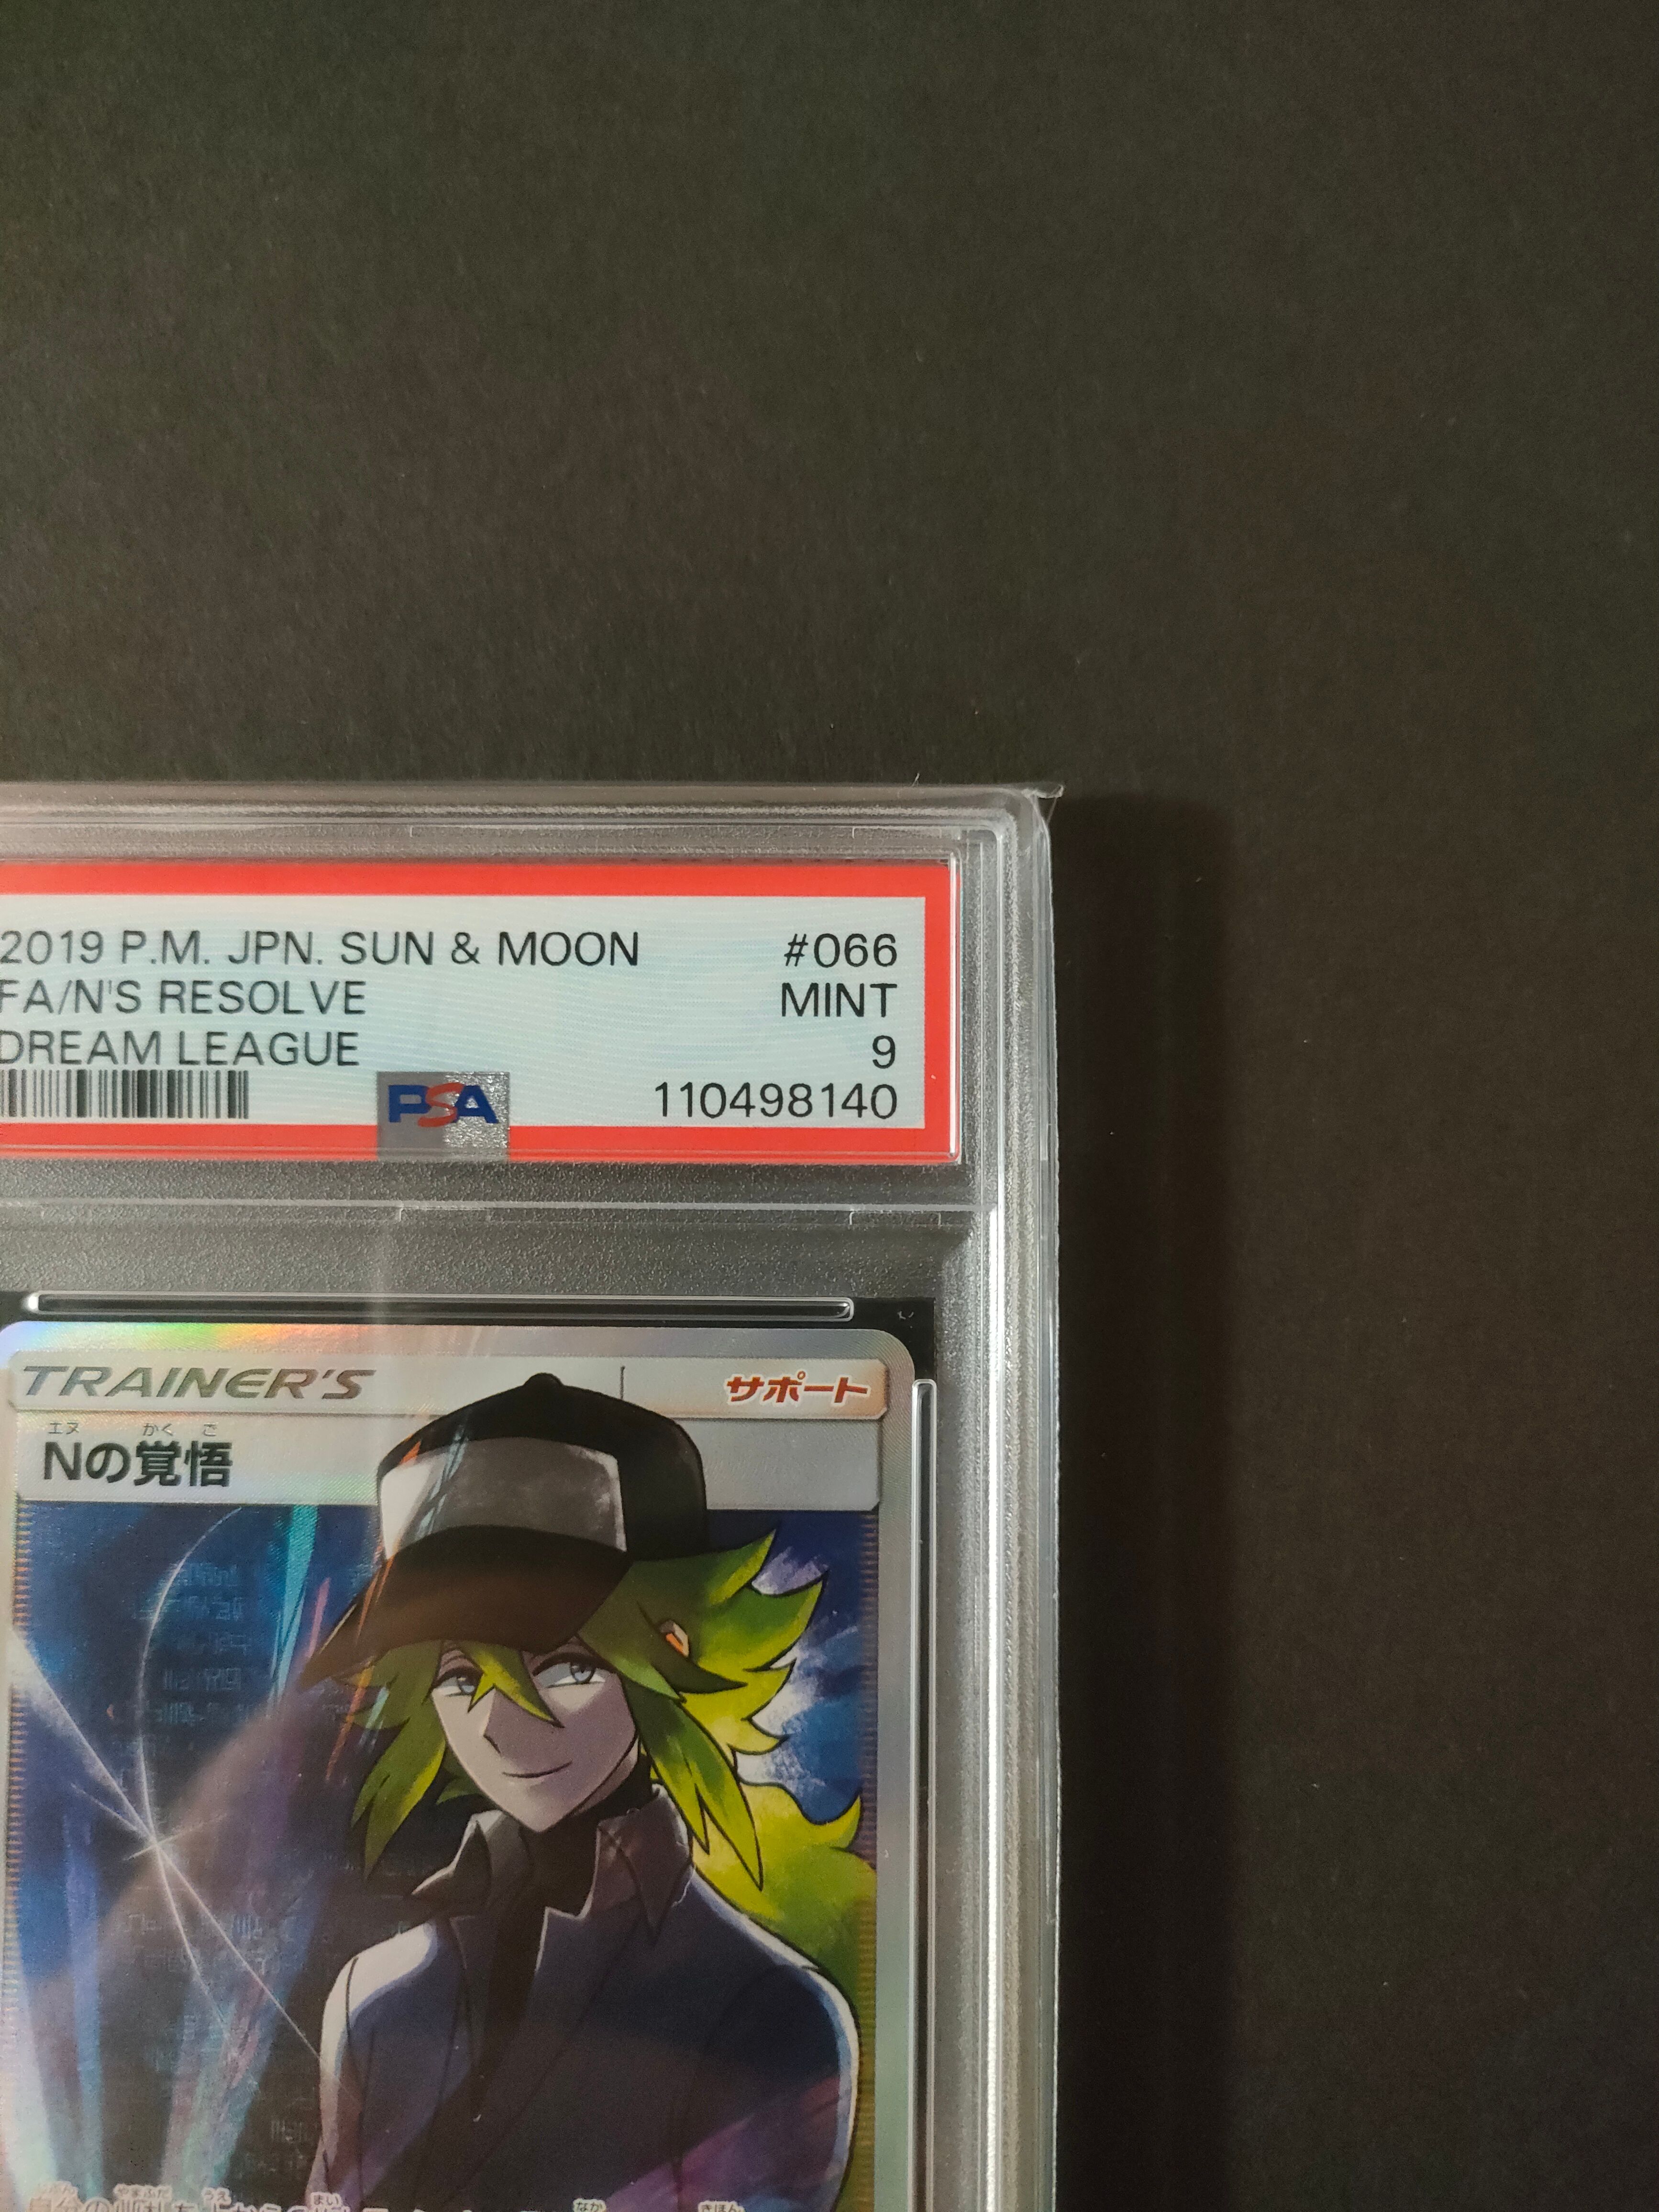 2019 P.M. JPN. SUN & MOON #066
FA/N'S RESOLVE MINT
DREAM LEAGUE 9
PSA 110498140
TRAINER'S サポート
エヌ かくご
Nの覚悟